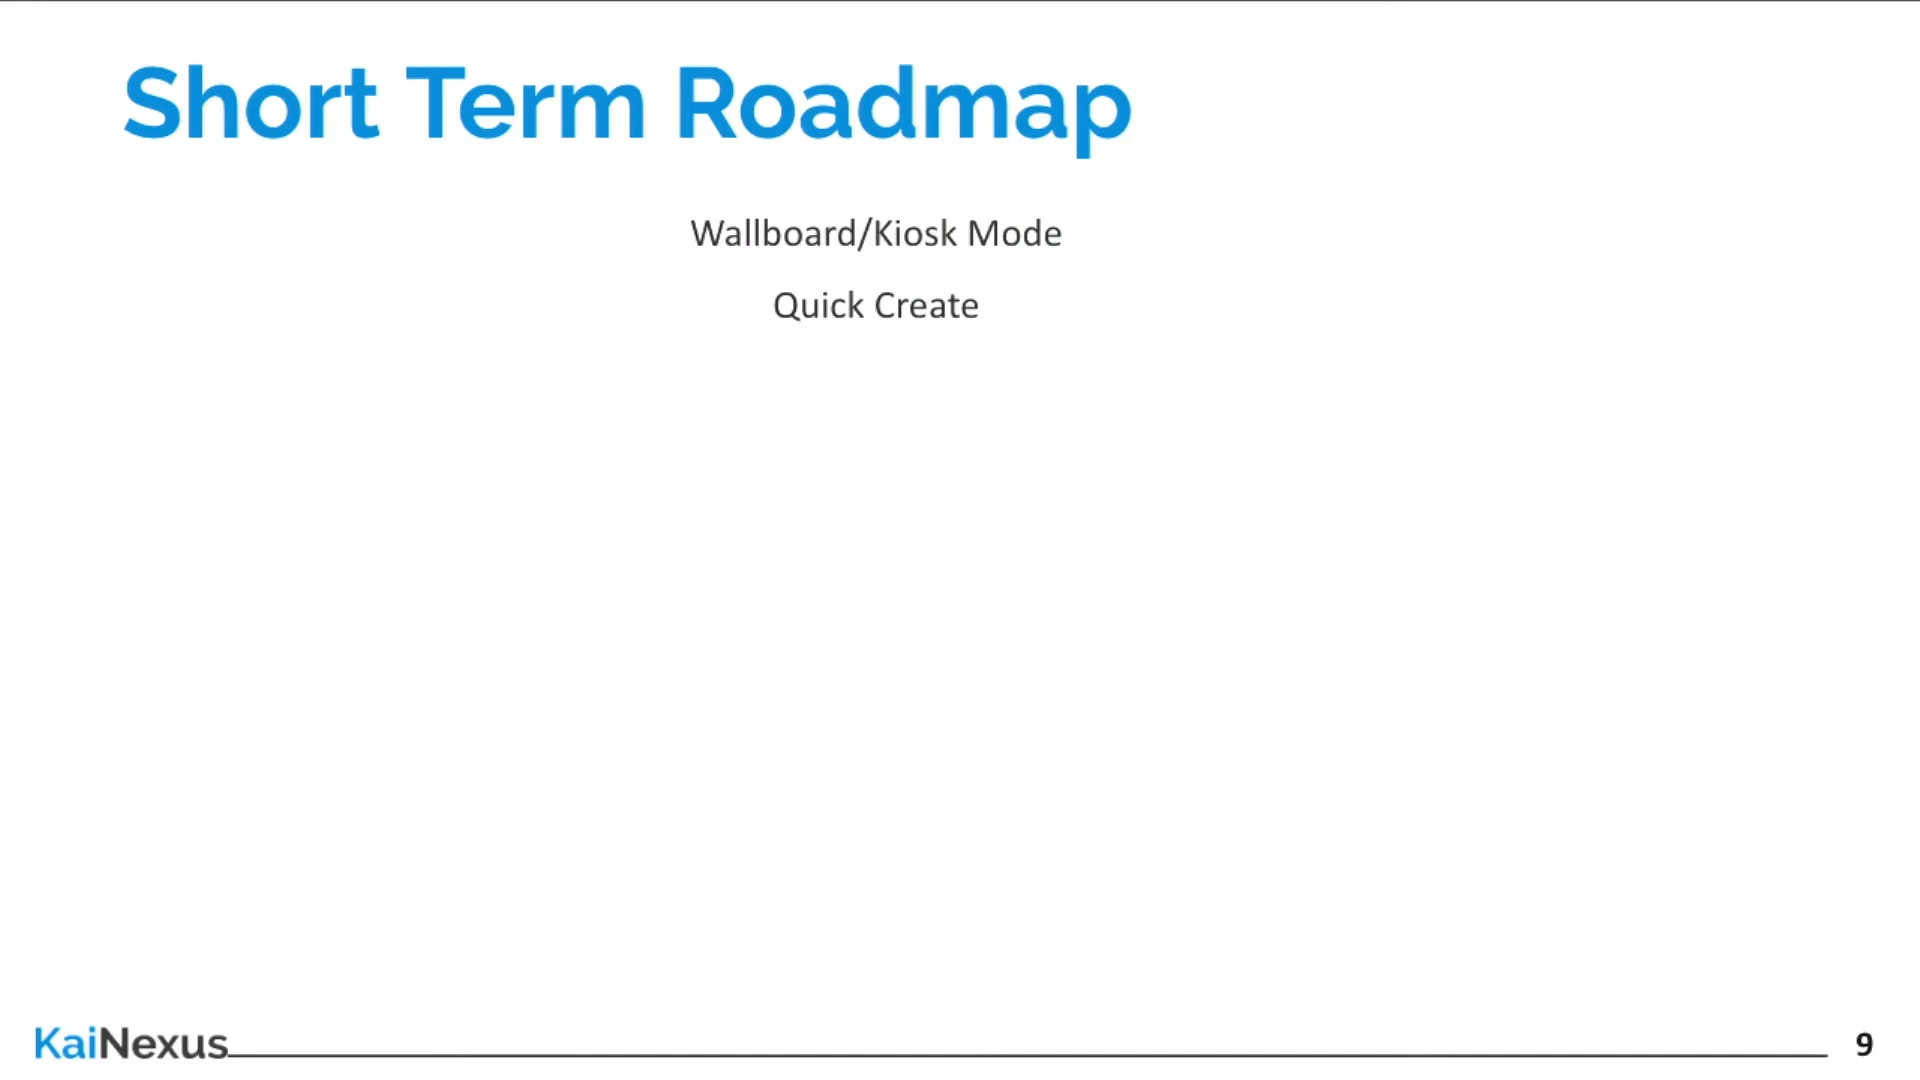 Short Term Roadmap
Wallboard/Kiosk Mode
Quick Create
KaiNexus
9